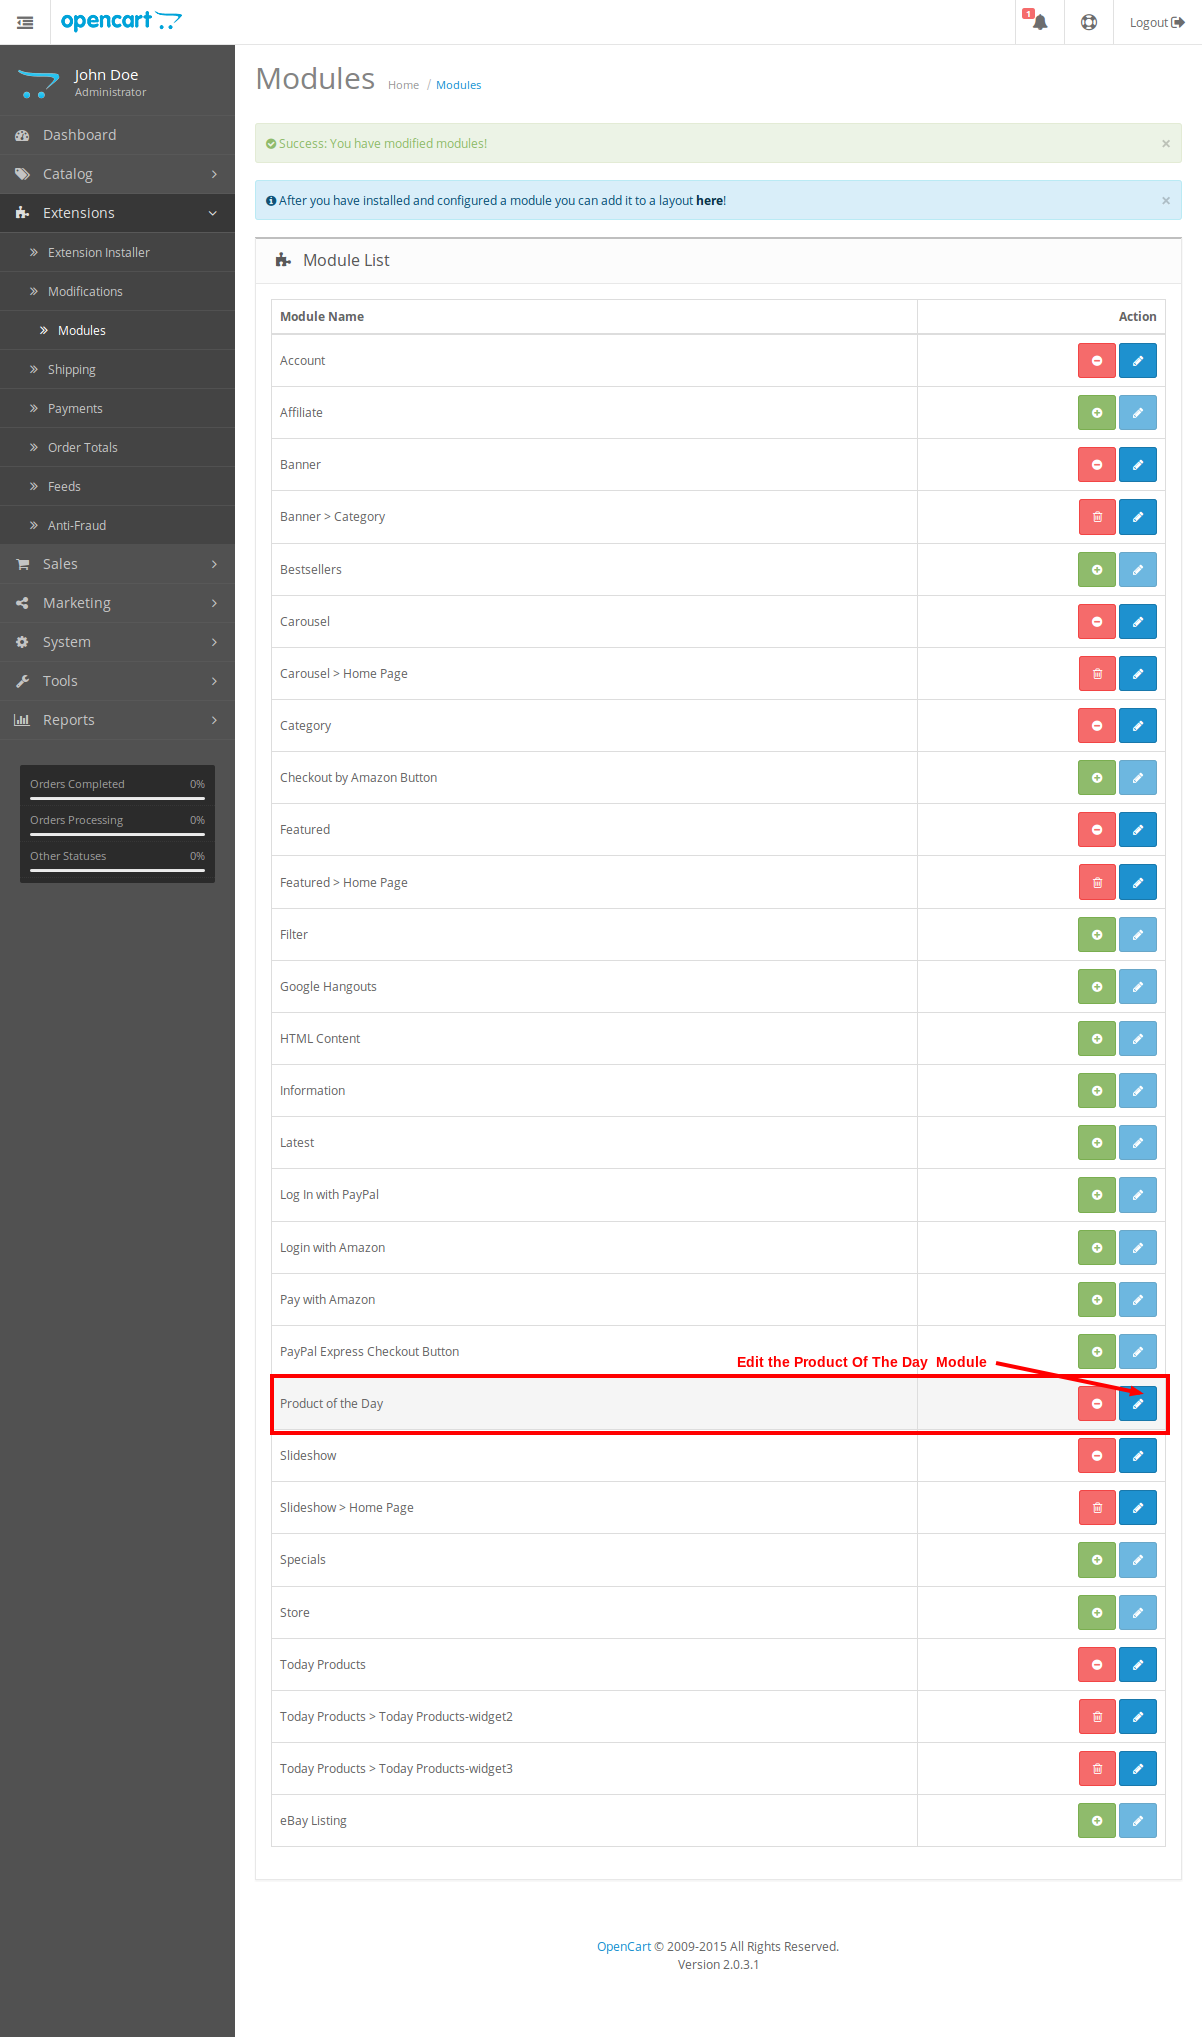 opencart
1
Logout
John Doe
Administrator
Dashboard
Catalog
Extensions
Extension Installer
Modifications
Modules
Shipping
Payments
Order Totals
Feeds
Anti-Fraud
Sales
Marketing
System
Tools
Reports
Orders Completed 0%
Orders Processing 0%
Other Statuses 0%
Modules Home / Modules
Success: You have modified modules! ×
After you have installed and configured a module you can add it to a layout here! ×
Module List
Module Name Action
Account
Affiliate
Banner
Banner > Category
Bestsellers
Carousel
Carousel > Home Page
Category
Checkout by Amazon Button
Featured
Featured > Home Page
Filter
Google Hangouts
HTML Content
Information
Latest
Log In with PayPal
Login with Amazon
Pay with Amazon
PayPal Express Checkout Button
Edit the Product Of The Day Module
Product of the Day
Slideshow
Slideshow > Home Page
Specials
Store
Today Products
Today Products > Today Products-widget2
Today Products > Today Products-widget3
eBay Listing
OpenCart © 2009-2015 All Rights Reserved.
Version 2.0.3.1